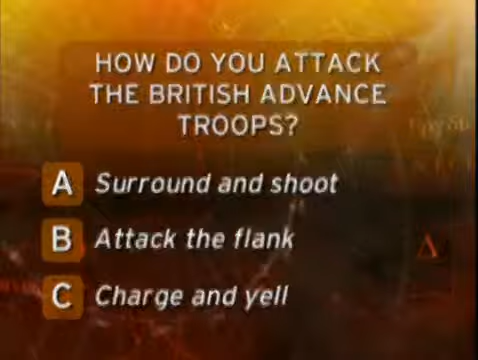 HOW DO YOU ATTACK
THE BRITISH ADVANCE
TROOPS?
A Surround and shoot
B Attack the flank
C Charge and yell
Δ